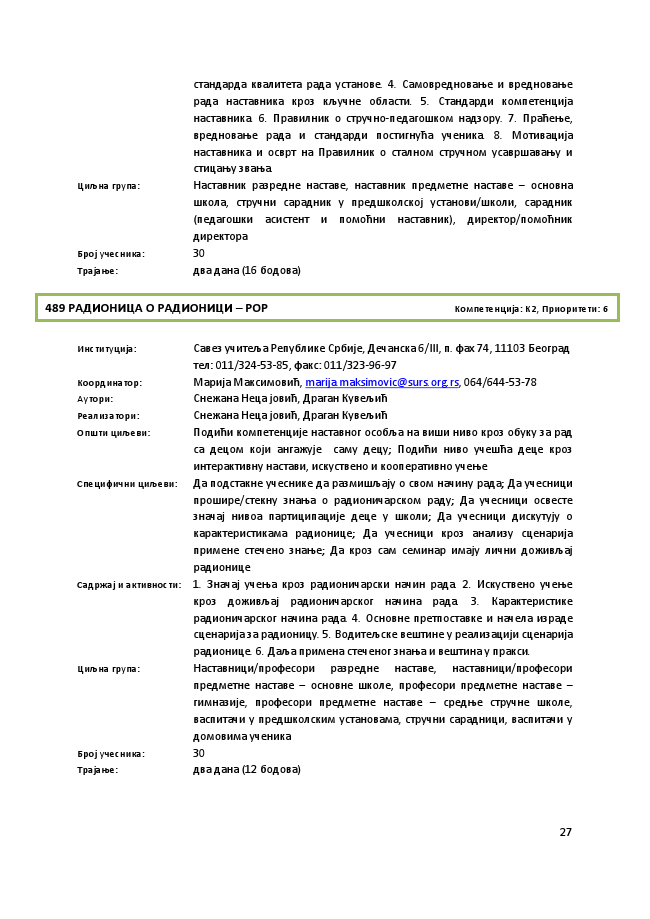 стандарда квалитета рада установе. 4. Самовредновање и вредновање
рада наставника кроз кључне области. 5. Стандарди компетенција
наставника. 6. Правилник о стручно-педагошком надзору. 7. Праћење,
вредновање рада и стандарди постигнућа ученика. 8. Мотивација
наставника и осврт на Правилник о сталном стручном усавршавању и
стицању звања.
Циљна група: Наставник разредне наставе, наставник предметне наставе – основна
школа, стручни сарадник у предшколској установи/школи, сарадник
(педагошки асистент и помоћни наставник), директор/помоћник
директора
Број учесника: 30
Трајање: два дана (16 бодова)
489 РАДИОНИЦА О РАДИОНИЦИ – РОР Компетенција: К2, Приоритети: 6
Институција: Савез учитеља Републике Србије, Дечанска 6/III, п. фах 74, 11103 Београд
тел: 011/324-53-85, факс: 011/323-96-97
Координатор: Марија Максимовић, marija.maksimovic@surs.org.rs, 064/644-53-78
Аутори: Снежана Нецајовић, Драган Кувељић
Реализатори: Снежана Нецајовић, Драган Кувељић
Општи циљеви: Подићи компетенције наставног особља на виши ниво кроз обуку за рад
са децом који ангажује саму децу; Подићи ниво учешћа деце кроз
интерактивну настави, искуствено и кооперативно учење
Специфични циљеви: Да подстакне учеснике да размишљају о свом начину рада; Да учесници
прошире/стекну знања о радионичарском раду; Да учесници освесте
значај нивоа партиципације деце у школи; Да учесници дискутују о
карактеристикама радионице; Да учесници кроз анализу сценарија
примене стечено знање; Да кроз сам семинар имају лични доживљај
радионице
Садржај и активности: 1. Значај учења кроз радионичарски начин рада. 2. Искуствено учење
кроз доживљај радионичарског начина рада. 3. Карактеристике
радионичарског начина рада. 4. Основне претпоставке и начела израде
сценарија за радионицу. 5. Водитељске вештине у реализацији сценарија
радионице. 6. Даља примена стеченог знања и вештина у пракси.
Циљна група: Наставници/професори разредне наставе, наставници/професори
предметне наставе – основне школе, професори предметне наставе –
гимназије, професори предметне наставе – средње стручне школе,
васпитачи у предшколским установама, стручни сарадници, васпитачи у
домовима ученика
Број учесника: 30
Трајање: два дана (12 бодова)
27